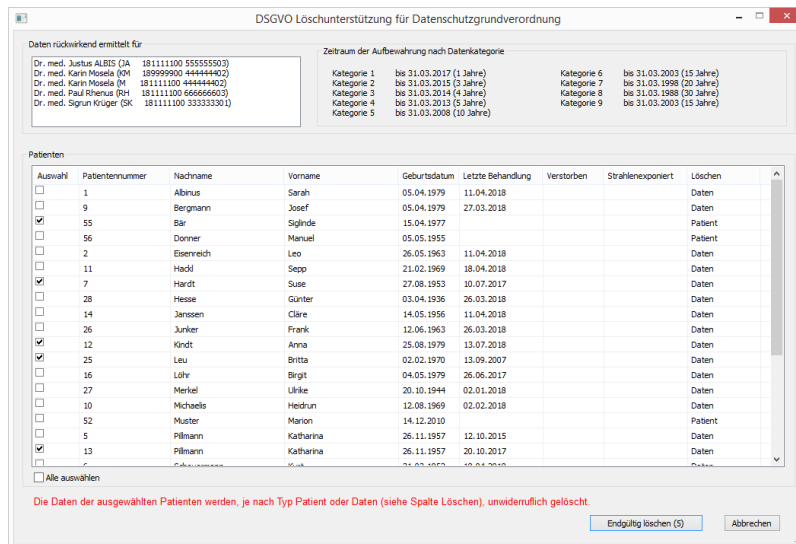 DSGVO Löschunterstützung für Datenschutzgrundverordnung
Daten rückwirkend ermittelt für
Dr. med. Justus ALBIS (JA 181111100 555555503)
Dr. med. Karin Mosela (KM 189999900 444444402)
Dr. med. Karin Mosela (M 181111100 444444402)
Dr. med. Paul Rhenus (RH 181111100 666666603)
Dr. med. Sigrun Krüger (SK 181111100 333333301)
Zeitraum der Aufbewahrung nach Datenkategorie
Kategorie 1 bis 31.03.2017 (1 Jahre) Kategorie 6 bis 31.03.2003 (15 Jahre)
Kategorie 2 bis 31.03.2015 (3 Jahre) Kategorie 7 bis 31.03.1998 (20 Jahre)
Kategorie 3 bis 31.03.2014 (4 Jahre) Kategorie 8 bis 31.03.1988 (30 Jahre)
Kategorie 4 bis 31.03.2013 (5 Jahre) Kategorie 9 bis 31.03.2003 (15 Jahre)
Kategorie 5 bis 31.03.2008 (10 Jahre)
Patienten
Auswahl Patientennummer Nachname Vorname Geburtsdatum Letzte Behandlung Verstorben Strahlenexponiert Löschen
1 Albinus Sarah 05.04.1979 11.04.2018 Daten
9 Bergmann Josef 05.04.1979 27.03.2018 Daten
55 Bär Siglinde 15.04.1977 Patient
56 Donner Manuel 05.05.1955 Patient
2 Eisenreich Leo 26.05.1963 11.04.2018 Daten
11 Hackl Sepp 21.02.1969 18.04.2018 Daten
7 Hardt Suse 27.08.1953 10.07.2017 Daten
28 Hesse Günter 03.04.1936 26.03.2018 Daten
14 Janssen Cläre 14.05.1956 11.04.2018 Daten
26 Junker Frank 12.06.1963 26.03.2018 Daten
12 Kindt Anna 25.08.1979 13.07.2018 Daten
25 Leu Britta 02.02.1970 13.09.2007 Daten
16 Löhr Birgit 04.05.1979 26.06.2017 Daten
27 Merkel Ulrike 20.10.1944 02.01.2018 Daten
10 Michaelis Heidrun 12.08.1969 02.02.2018 Daten
52 Muster Marion 14.12.2010 Patient
5 Pillmann Katharina 26.11.1957 12.10.2015 Daten
13 Pillmann Katharina 26.11.1957 20.10.2017 Daten
Alle auswählen
Die Daten der ausgewählten Patienten werden, je nach Typ Patient oder Daten (siehe Spalte Löschen), unwiderruflich gelöscht.
Endgültig löschen (5) Abbrechen